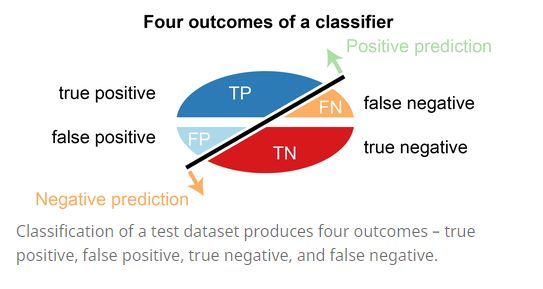 Four outcomes of a classifier
Positive prediction
true positive
TP
FN
false negative
false positive
FP
TN
true negative
Negative prediction
Classification of a test dataset produces four outcomes – true
positive, false positive, true negative, and false negative.